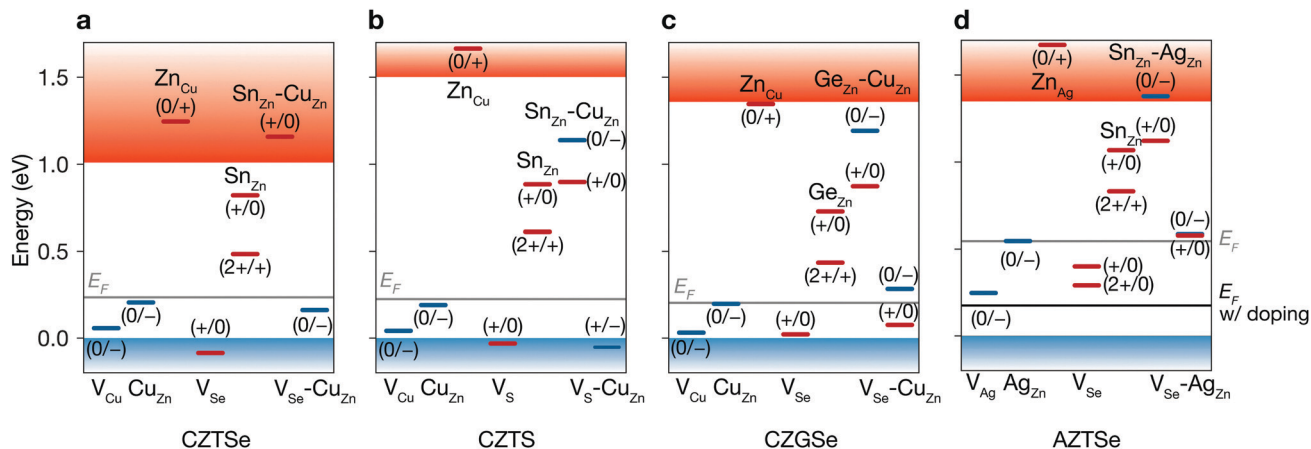 a
b
c
d
Energy (eV)
1.5
1.0
0.5
0.0
Zn_Cu
(0/+)
Sn_Zn-Cu_Zn
(+/0)
Sn_Zn
(+/0)
(2+/+)
E_F
(0/−)
(0/−)
(+/0)
(0/−)
V_Cu Cu_Zn V_Se V_Se-Cu_Zn
CZTSe
(0/+)
Zn_Cu
Sn_Zn-Cu_Zn
(0/−)
Sn_Zn
(+/0)
(+/0)
(2+/+)
E_F
(0/−)
(0/−)
(+/0)
(+/−)
V_Cu Cu_Zn V_S V_S-Cu_Zn
CZTS
Zn_Cu
(0/+)
Ge_Zn-Cu_Zn
(0/−)
(+/0)
Ge_Zn
(+/0)
(2+/+)
E_F
(0/−)
(0/−)
(+/0)
(0/−)
(+/0)
V_Cu Cu_Zn V_Se V_Se-Cu_Zn
CZGSe
(0/+)
Zn_Ag
Sn_Zn-Ag_Zn
(0/−)
Sn_Zn
(+/0)
(+/0)
(2+/+)
(0/−)
(+/0)
E_F
(0/−)
(+/0)
(2+/0)
(0/−)
E_F
w/ doping
V_Ag Ag_Zn V_Se V_Se-Ag_Zn
AZTSe